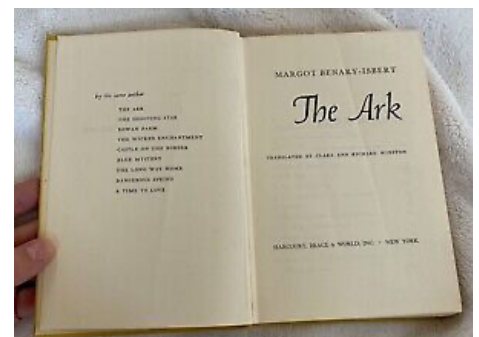 by the same author
THE ARK
THE SHOOTING STAR
ROWAN FARM
THE WICKED ENCHANTMENT
CASTLE ON THE BORDER
BLUE MYSTERY
THE LONG WAY HOME
DANGEROUS SPRING
A TIME TO LOVE
MARGOT BENARY-ISBERT
The Ark
TRANSLATED BY CLARA AND RICHARD WINSTON
HARCOURT, BRACE & WORLD, INC. · NEW YORK